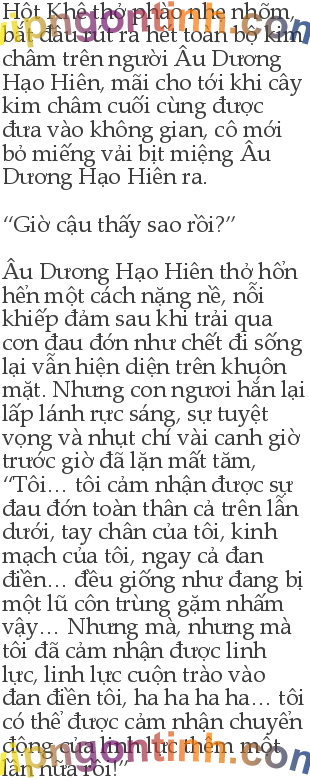 Hột Khê thở phào nhẹ nhõm,
bắt đầu rút ra hết toàn bộ kim
châm trên người Âu Dương
Hạo Hiên, mãi cho tới khi cây
kim châm cuối cùng được
đưa vào không gian, cô mới
bỏ miếng vải bịt miệng Âu
Dương Hạo Hiên ra.
“Giờ cậu thấy sao rồi?”
Âu Dương Hạo Hiên thở hổn
hển một cách nặng nề, nỗi
khiếp đảm sau khi trải qua
cơn đau đớn như chết đi sống
lại vẫn hiện diện trên khuôn
mặt. Nhưng con ngươi hắn lại
lấp lánh rực sáng, sự tuyệt
vọng và nhụt chí vài canh giờ
trước giờ đã lặn mất tăm,
“Tôi… tôi cảm nhận được sự
đau đớn toàn thân cả trên lẫn
dưới, tay chân của tôi, kinh
mạch của tôi, ngay cả đan
điền… đều giống như đang bị
một lũ côn trùng gặm nhấm
vậy… Nhưng mà, nhưng mà
tôi đã cảm nhận được linh
lực, linh lực cuộn trào vào
đan điền tôi, ha ha ha ha… tôi
có thể được cảm nhận chuyển
động của linh lực thêm một
lần nữa rồi!”